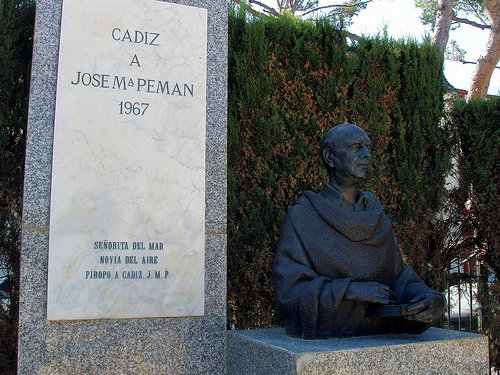 CADIZ
A
JOSE Mª PEMAN
1967
SEÑORITA DEL MAR
NOVIA DEL AIRE
PIROPO A CADIZ. J. M. P.